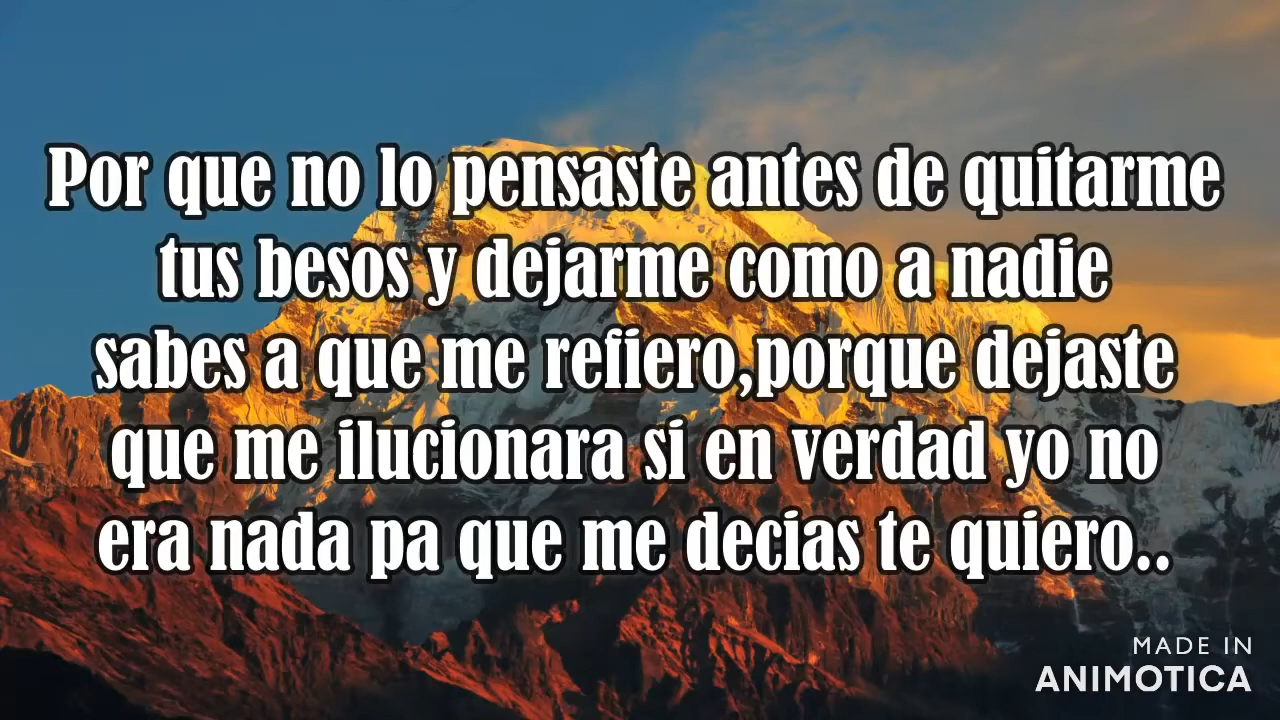 Por que no lo pensaste antes de quitarme
tus besos y dejarme como a nadie
sabes a que me refiero,porque dejaste
que me ilucionara si en verdad yo no
era nada pa que me decias te quiero..
MADE IN
ANIMOTICA